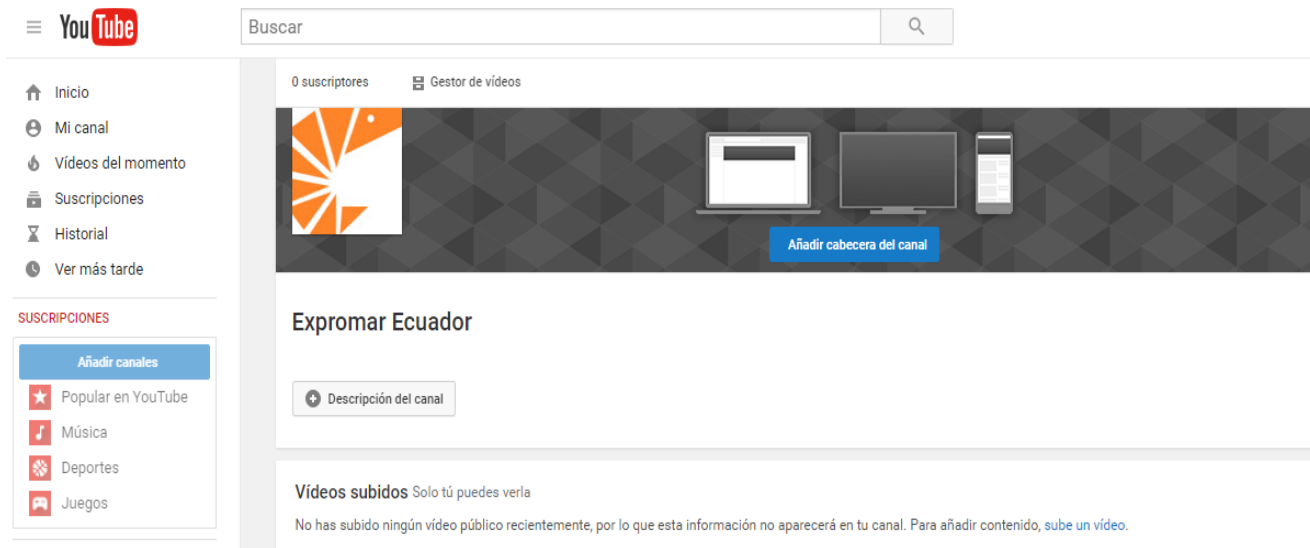 YouTube
Buscar
Inicio
Mi canal
Vídeos del momento
Suscripciones
Historial
Ver más tarde
SUSCRIPCIONES
Añadir canales
Popular en YouTube
Música
Deportes
Juegos
0 suscriptores
Gestor de vídeos
Añadir cabecera del canal
Expromar Ecuador
Descripción del canal
Vídeos subidos Solo tú puedes verla
No has subido ningún vídeo público recientemente, por lo que esta información no aparecerá en tu canal. Para añadir contenido, sube un vídeo.